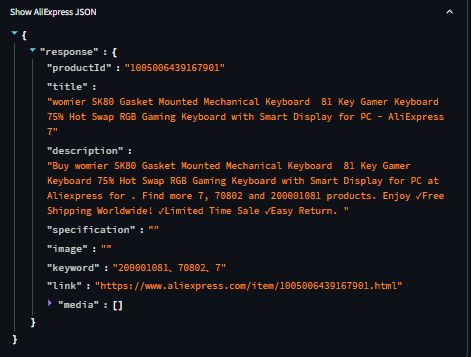 Show AliExpress JSON
{
"response" : {
"productId" : "1005006439167901"
"title" :
"womier SK80 Gasket Mounted Mechanical Keyboard  81 Key Gamer Keyboard
75% Hot Swap RGB Gaming Keyboard with Smart Display for PC - AliExpress
7"
"description" :
"Buy womier SK80 Gasket Mounted Mechanical Keyboard  81 Key Gamer
Keyboard 75% Hot Swap RGB Gaming Keyboard with Smart Display for PC at
Aliexpress for . Find more 7, 70802 and 200001081 products. Enjoy ✓Free
Shipping Worldwide! ✓Limited Time Sale ✓Easy Return. "
"specification" : ""
"image" : ""
"keyword" : "200001081、70802、7"
"link" : "https://www.aliexpress.com/item/1005006439167901.html"
"media" : []
}
}